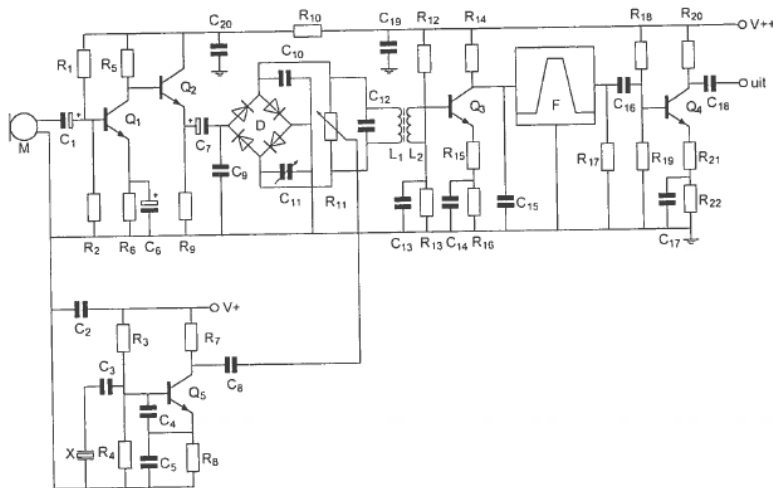 C20
R10
C19
R12
R14
R18
R20
V++
R1
R5
Q2
C10
C12
uit
M
C1
+
Q1
+
C7
D
L1
L2
Q3
F
C16
Q4
C18
C9
C11
R11
R15
R17
R19
R21
R2
R6
+
C6
R9
C13
R13
C14
R16
C15
C17
R22
C2
V+
R3
R7
C3
C8
Q5
C4
X
R4
C5
R8